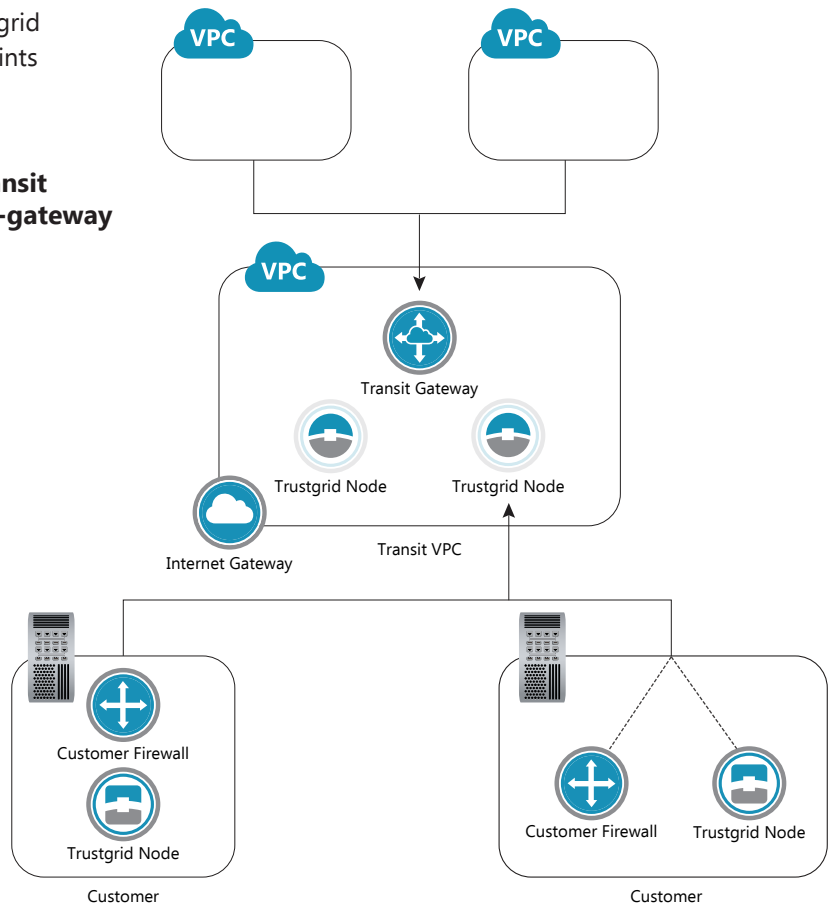 grid
ints
VPC
VPC
nsit
-gateway
VPC
Transit Gateway
Trustgrid Node
Trustgrid Node
Internet Gateway
Transit VPC
Customer Firewall
Trustgrid Node
Customer
Customer Firewall
Trustgrid Node
Customer